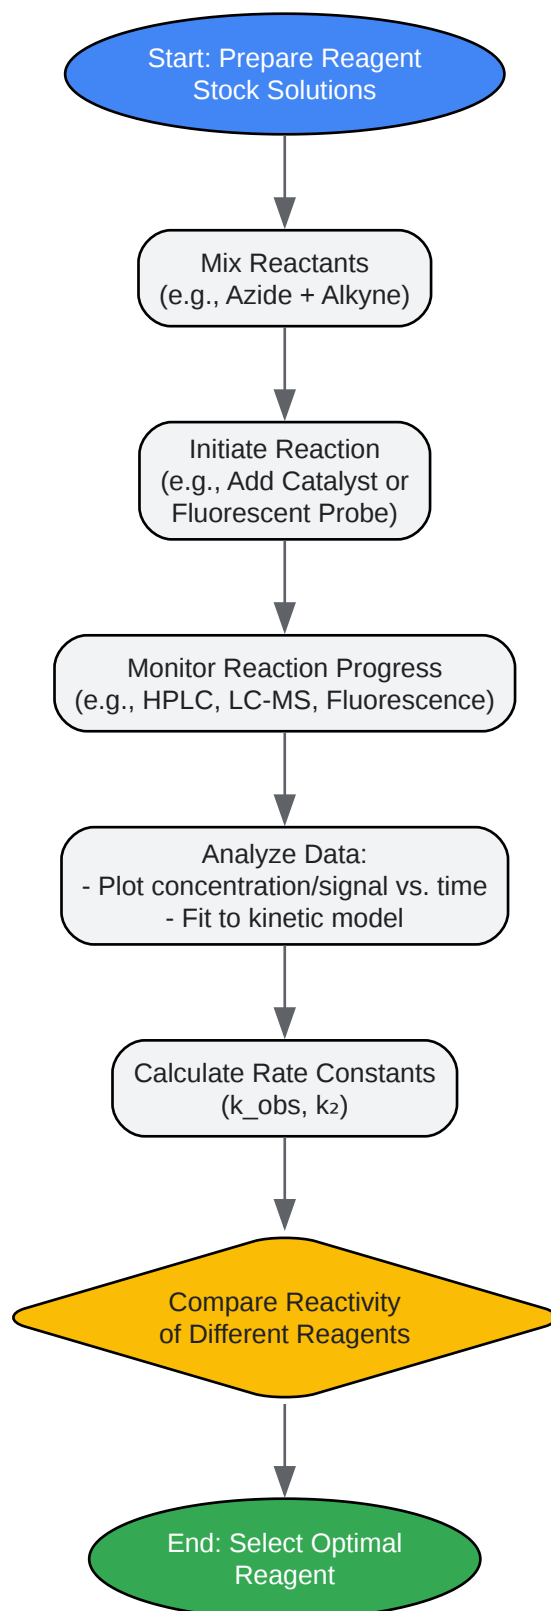 Start: Prepare Reagent
Stock Solutions
Mix Reactants
(e.g., Azide + Alkyne)
Initiate Reaction
(e.g., Add Catalyst or
Fluorescent Probe)
Monitor Reaction Progress
(e.g., HPLC, LC-MS, Fluorescence)
Analyze Data:
- Plot concentration/signal vs. time
- Fit to kinetic model
Calculate Rate Constants
(k_obs, k₂)
Compare Reactivity
of Different Reagents
End: Select Optimal
Reagent